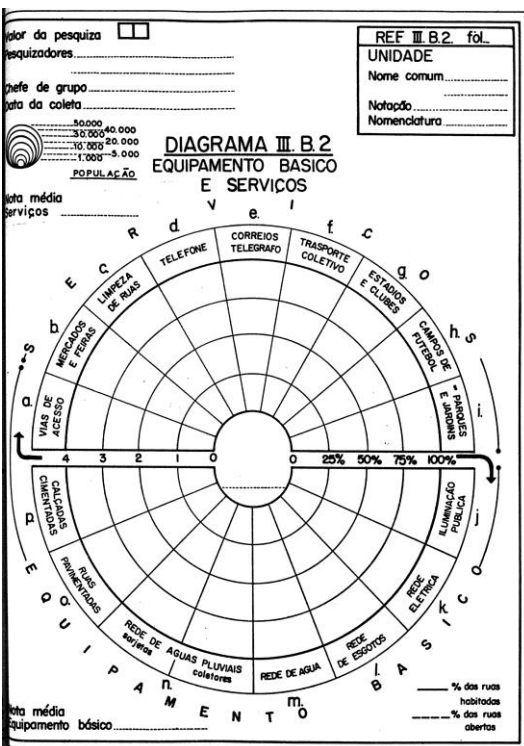 Valor da pesquiza
Pesquizadores
Chefe de grupo
Data da coleta
REF III.B.2. fol...
UNIDADE
Nome comum
Notação
Nomenclatura
50.000
40.000
30.000
20.000
10.000
5.000
1.000
POPULAÇÃO
DIAGRAMA III. B.2
EQUIPAMENTO BASICO
E SERVIÇOS
Nota média
Serviços
S E R V I Ç O S
a. VIAS DE
ACESSO
b. MERCADOS
E FEIRAS
Ç. LIMPEZA
DE RUAS
d. TELEFONE
e. CORREIOS
TELEGRAFO
f. TRASPORTE
COLETIVO
g. ESTADIOS
E CLUBES
h. CAMPOS DE
FUTEBOL
i. PARQUES
E JARDINS
4 3 2 1 0 0 25% 50% 75% 100%
j. ILUMINAÇÃO
PUBLICA
k. REDE
ELETRICA
l. REDE
DE ESGOTOS
m. REDE DE AGUA
n. REDE DE AGUAS PLUVIAIS
sarjetas coletores
o. RUAS
PAVIMENTADAS
p. CALÇADAS
CIMENTADAS
EQUIPAMENTO BASICO
Nota média
Equipamento básico
% das ruas
habitadas
% das ruas
abertas